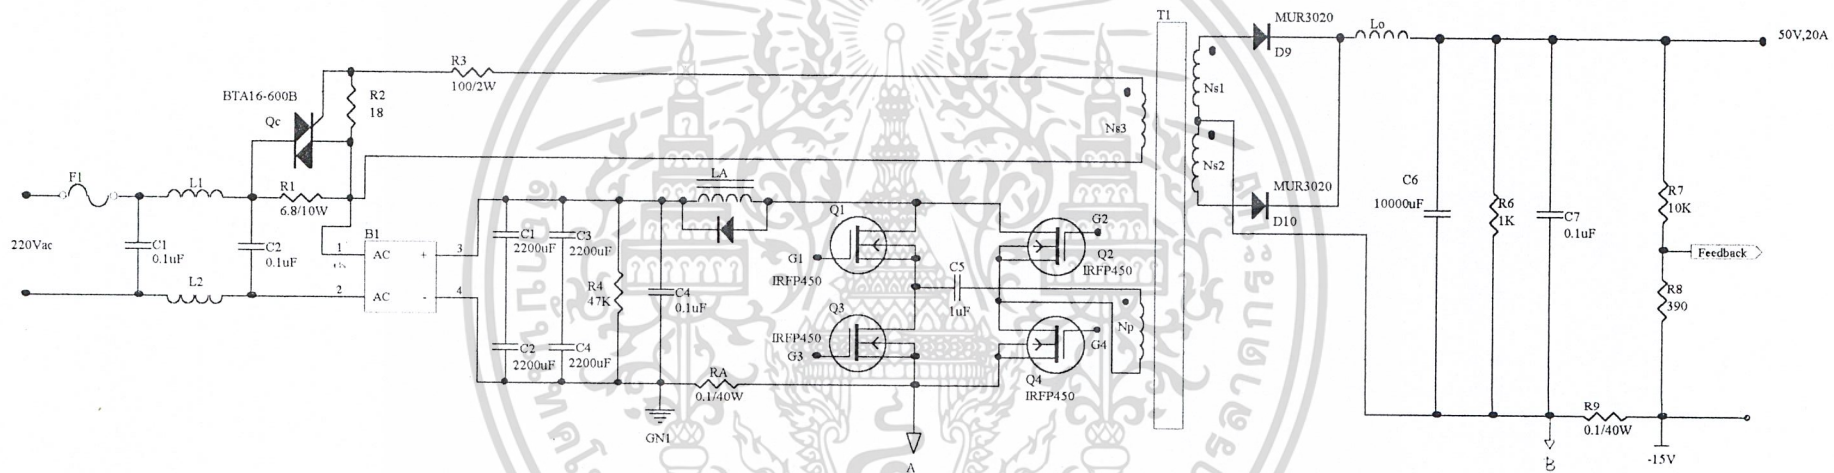 T1
MUR3020
D9
Lo
50V,20A
R3
100/2W
BTA16-600B
Qc
R2
18
Ns1
Ns3
Ns2
MUR3020
D10
F1
L1
R1
6.8/10W
LA
C6
10000uF
R6
1K
C7
0.1uF
R7
10K
Feedback
R8
390
220Vac
C1
0.1uF
C2
0.1uF
L2
B1
1
AC
+
3
2
AC
-
4
C1
2200uF
C3
2200uF
C2
2200uF
C4
2200uF
R4
47K
C4
0.1uF
Q1
G1
IRFP450
G2
Q2
IRFP450
C5
1uF
Q3
IRFP450
G3
Np
G4
Q4
IRFP450
RA
0.1/40W
GN1
A
R9
0.1/40W
B
-15V